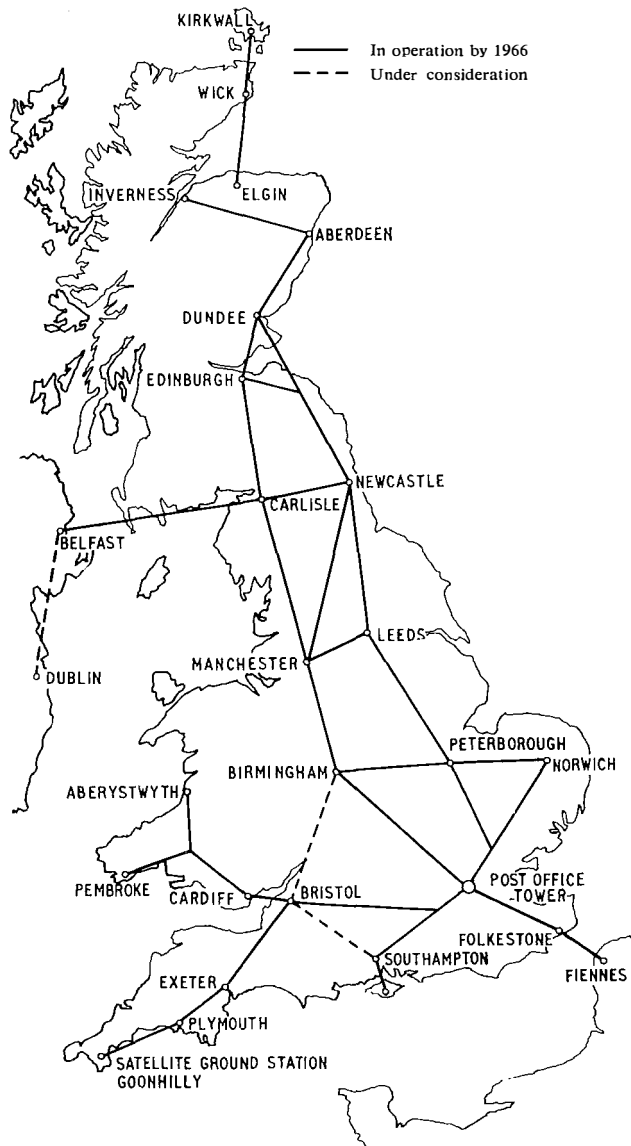 KIRKWALL
In operation by 1966
Under consideration
WICK
INVERNESS
ELGIN
ABERDEEN
DUNDEE
EDINBURGH
NEWCASTLE
CARLISLE
BELFAST
LEEDS
MANCHESTER
DUBLIN
PETERBOROUGH
BIRMINGHAM
NORWICH
ABERYSTWYTH
PEMBROKE
CARDIFF
BRISTOL
POST OFFICE
TOWER
FOLKESTONE
SOUTHAMPTON
FIENNES
EXETER
PLYMOUTH
SATELLITE GROUND STATION
GOONHILLY